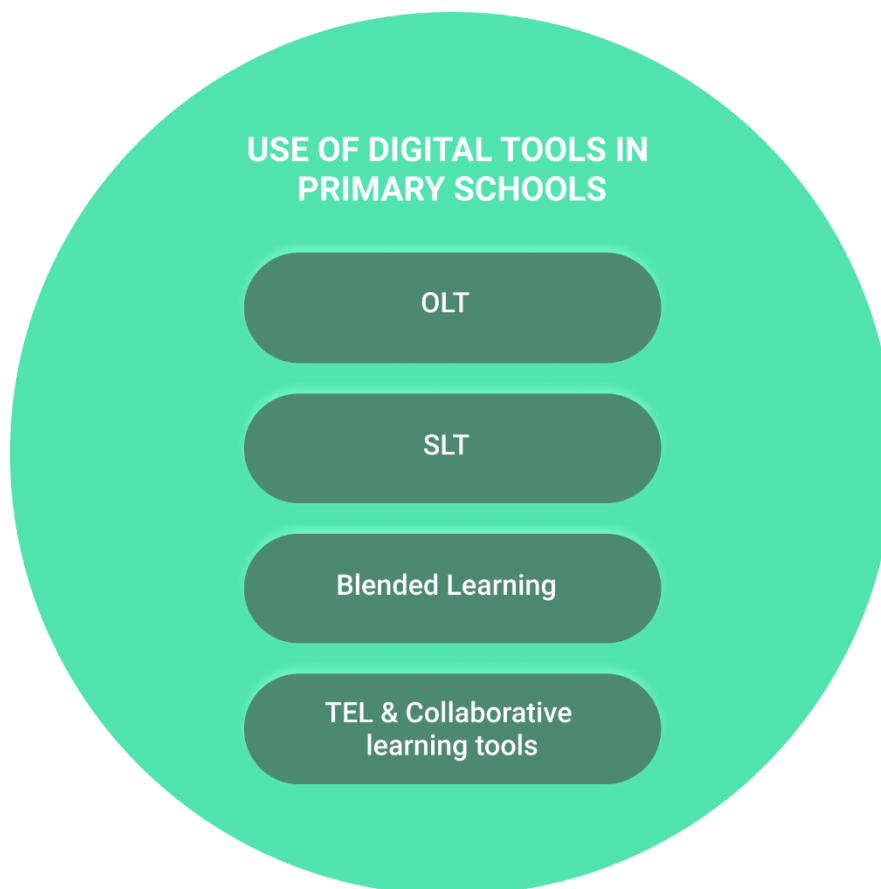 USE OF DIGITAL TOOLS IN
PRIMARY SCHOOLS
OLT
SLT
Blended Learning
TEL & Collaborative
learning tools